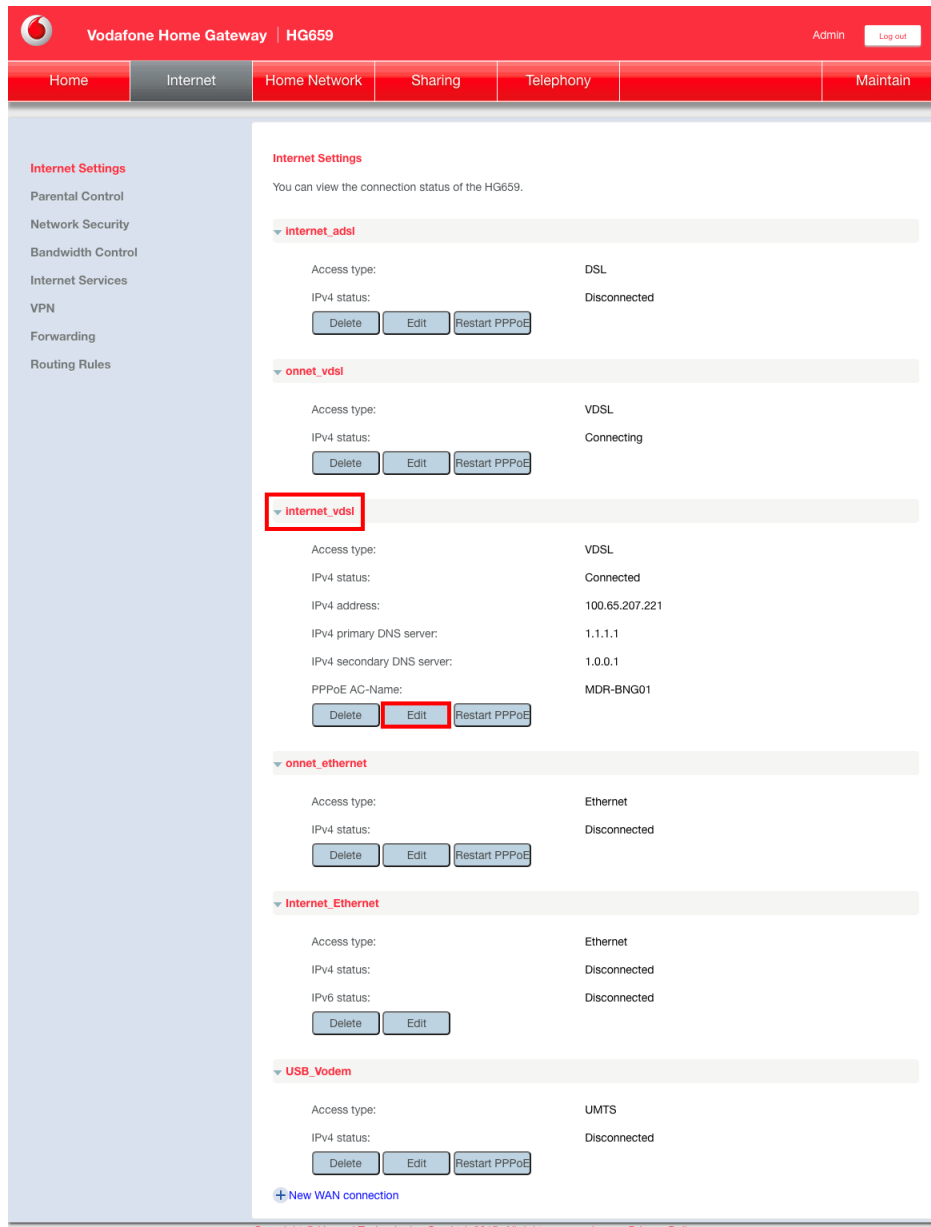 Vodafone Home Gateway | HG659
Admin
Log out
Home
Internet
Home Network
Sharing
Telephony
Maintain
Internet Settings
Parental Control
Network Security
Bandwidth Control
Internet Services
VPN
Forwarding
Routing Rules
Internet Settings
You can view the connection status of the HG659.
internet_adsl
Access type: DSL
IPv4 status: Disconnected
Delete Edit Restart PPPoE
onnet_vdsl
Access type: VDSL
IPv4 status: Connecting
Delete Edit Restart PPPoE
internet_vdsl
Access type: VDSL
IPv4 status: Connected
IPv4 address: 100.65.207.221
IPv4 primary DNS server: 1.1.1.1
IPv4 secondary DNS server: 1.0.0.1
PPPoE AC-Name: MDR-BNG01
Delete Edit Restart PPPoE
onnet_ethernet
Access type: Ethernet
IPv4 status: Disconnected
Delete Edit Restart PPPoE
Internet_Ethernet
Access type: Ethernet
IPv4 status: Disconnected
IPv6 status: Disconnected
Delete Edit
USB_Vodem
Access type: UMTS
IPv4 status: Disconnected
Delete Edit Restart PPPoE
New WAN connection